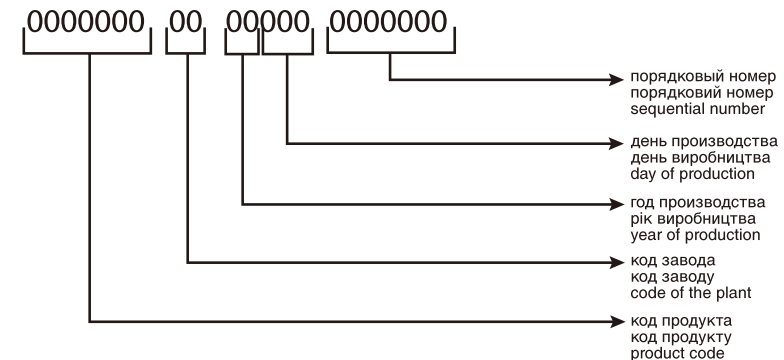 0000000 00 00000 0000000
порядковый номер
порядковий номер
sequential number
день производства
день виробництва
day of production
год производства
рік виробництва
year of production
код завода
код заводу
code of the plant
код продукта
код продукту
product code